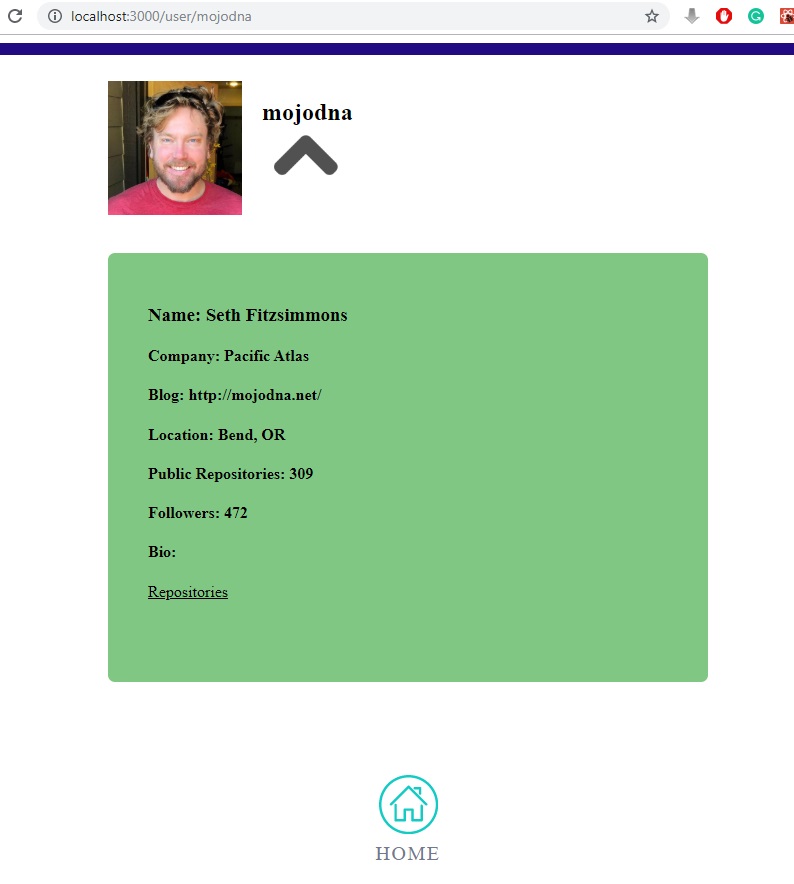 localhost:3000/user/mojodna
mojodna
Name: Seth Fitzsimmons
Company: Pacific Atlas
Blog: http://mojodna.net/
Location: Bend, OR
Public Repositories: 309
Followers: 472
Bio:
Repositories
HOME